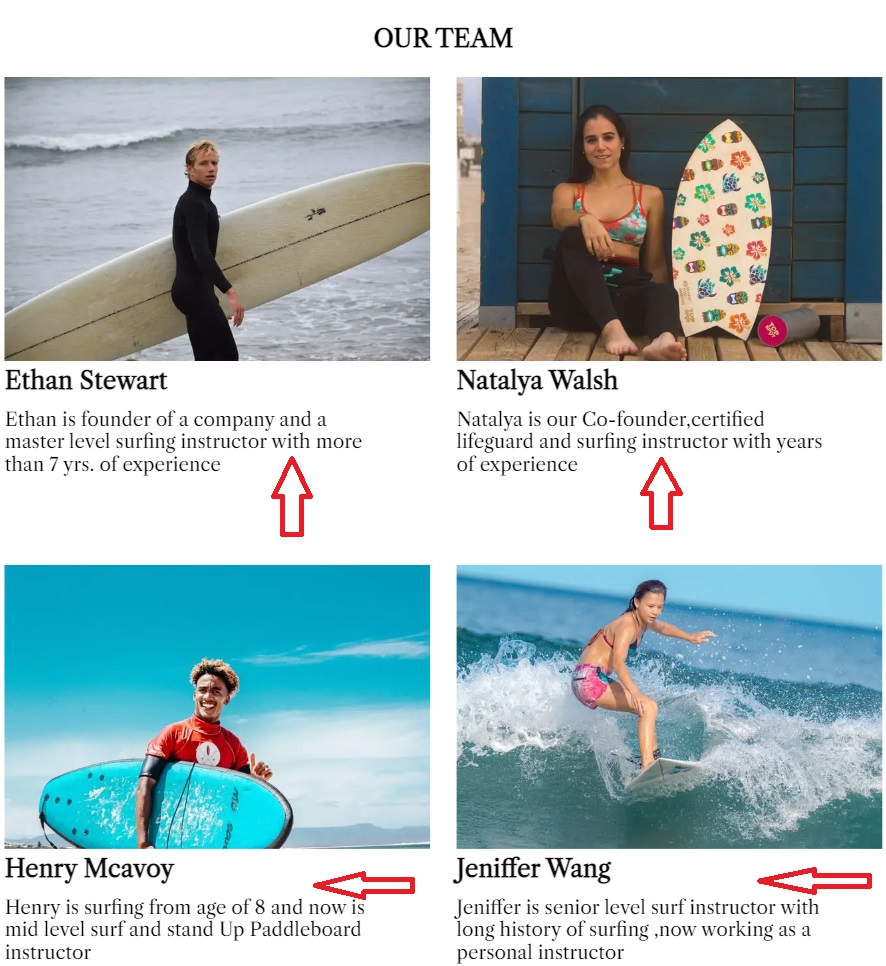 OUR TEAM
Ethan Stewart
Ethan is founder of a company and a
master level surfing instructor with more
than 7 yrs. of experience
Natalya Walsh
Natalya is our Co-founder,certified
lifeguard and surfing instructor with years
of experience
Henry Mcavoy
Henry is surfing from age of 8 and now is
mid level surf and stand Up Paddleboard
instructor
Jeniffer Wang
Jeniffer is senior level surf instructor with
long history of surfing ,now working as a
personal instructor